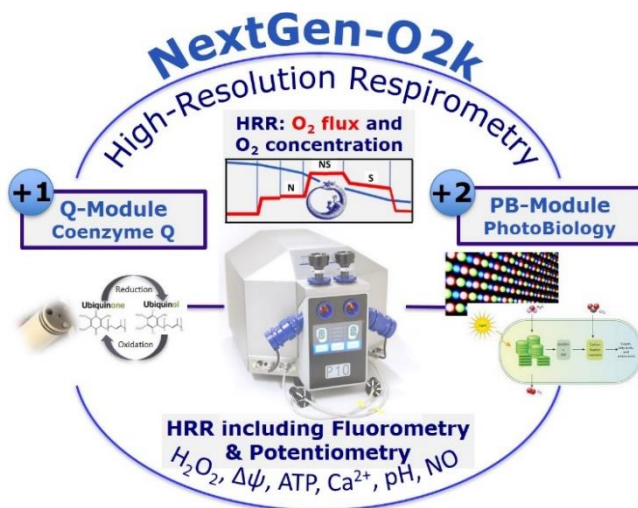 NextGen-O2k
High-Resolution Respirometry
HRR: O₂ flux and
O₂ concentration
N
NS
S
+1
Q-Module
Coenzyme Q
+2
PB-Module
PhotoBiology
Reduction
Ubiquinone
Ubiquinol
Oxidation
P10
HRR including Fluorometry
& Potentiometry
H₂O₂, Δψ, ATP, Ca²⁺, pH, NO